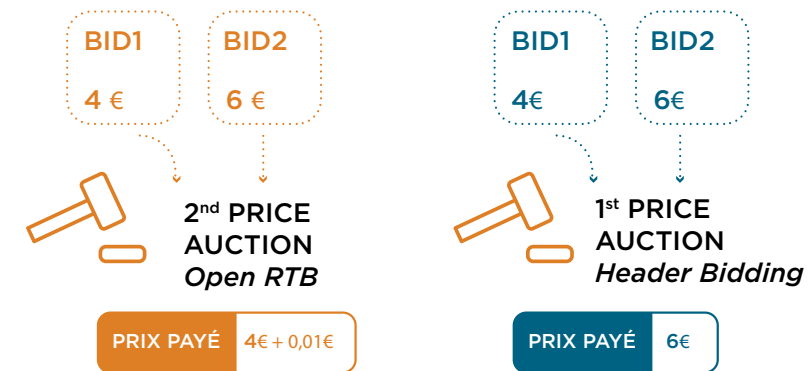 BID1
4 €
BID2
6 €
2nd PRICE
AUCTION
Open RTB
PRIX PAYÉ 4€ + 0,01€
BID1
4€
BID2
6€
1st PRICE
AUCTION
Header Bidding
PRIX PAYÉ 6€